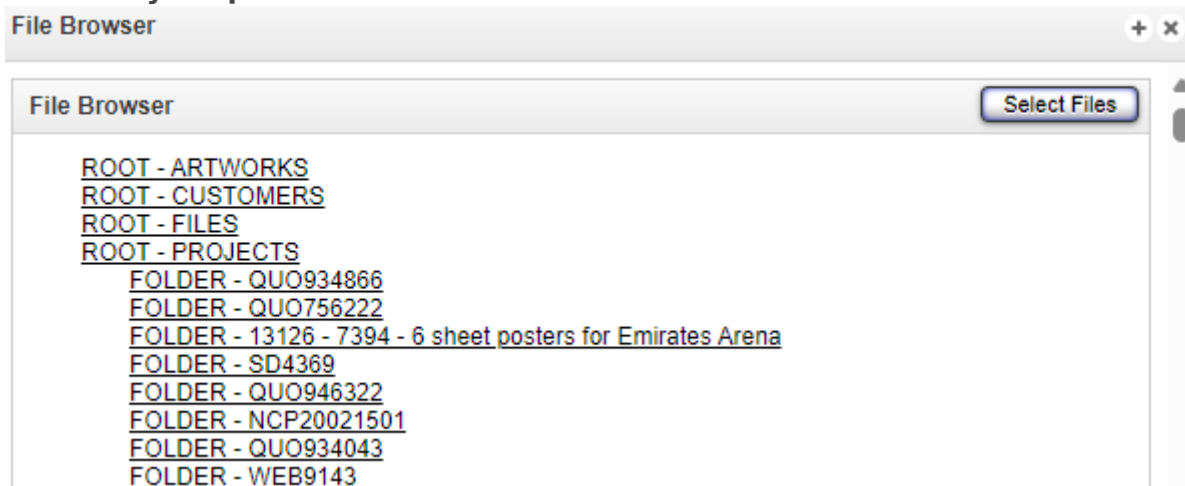 File Browser
File Browser
Select Files
ROOT - ARTWORKS
ROOT - CUSTOMERS
ROOT - FILES
ROOT - PROJECTS
FOLDER - QUO934866
FOLDER - QUO756222
FOLDER - 13126 - 7394 - 6 sheet posters for Emirates Arena
FOLDER - SD4369
FOLDER - QUO946322
FOLDER - NCP20021501
FOLDER - QUO934043
FOLDER - WEB9143